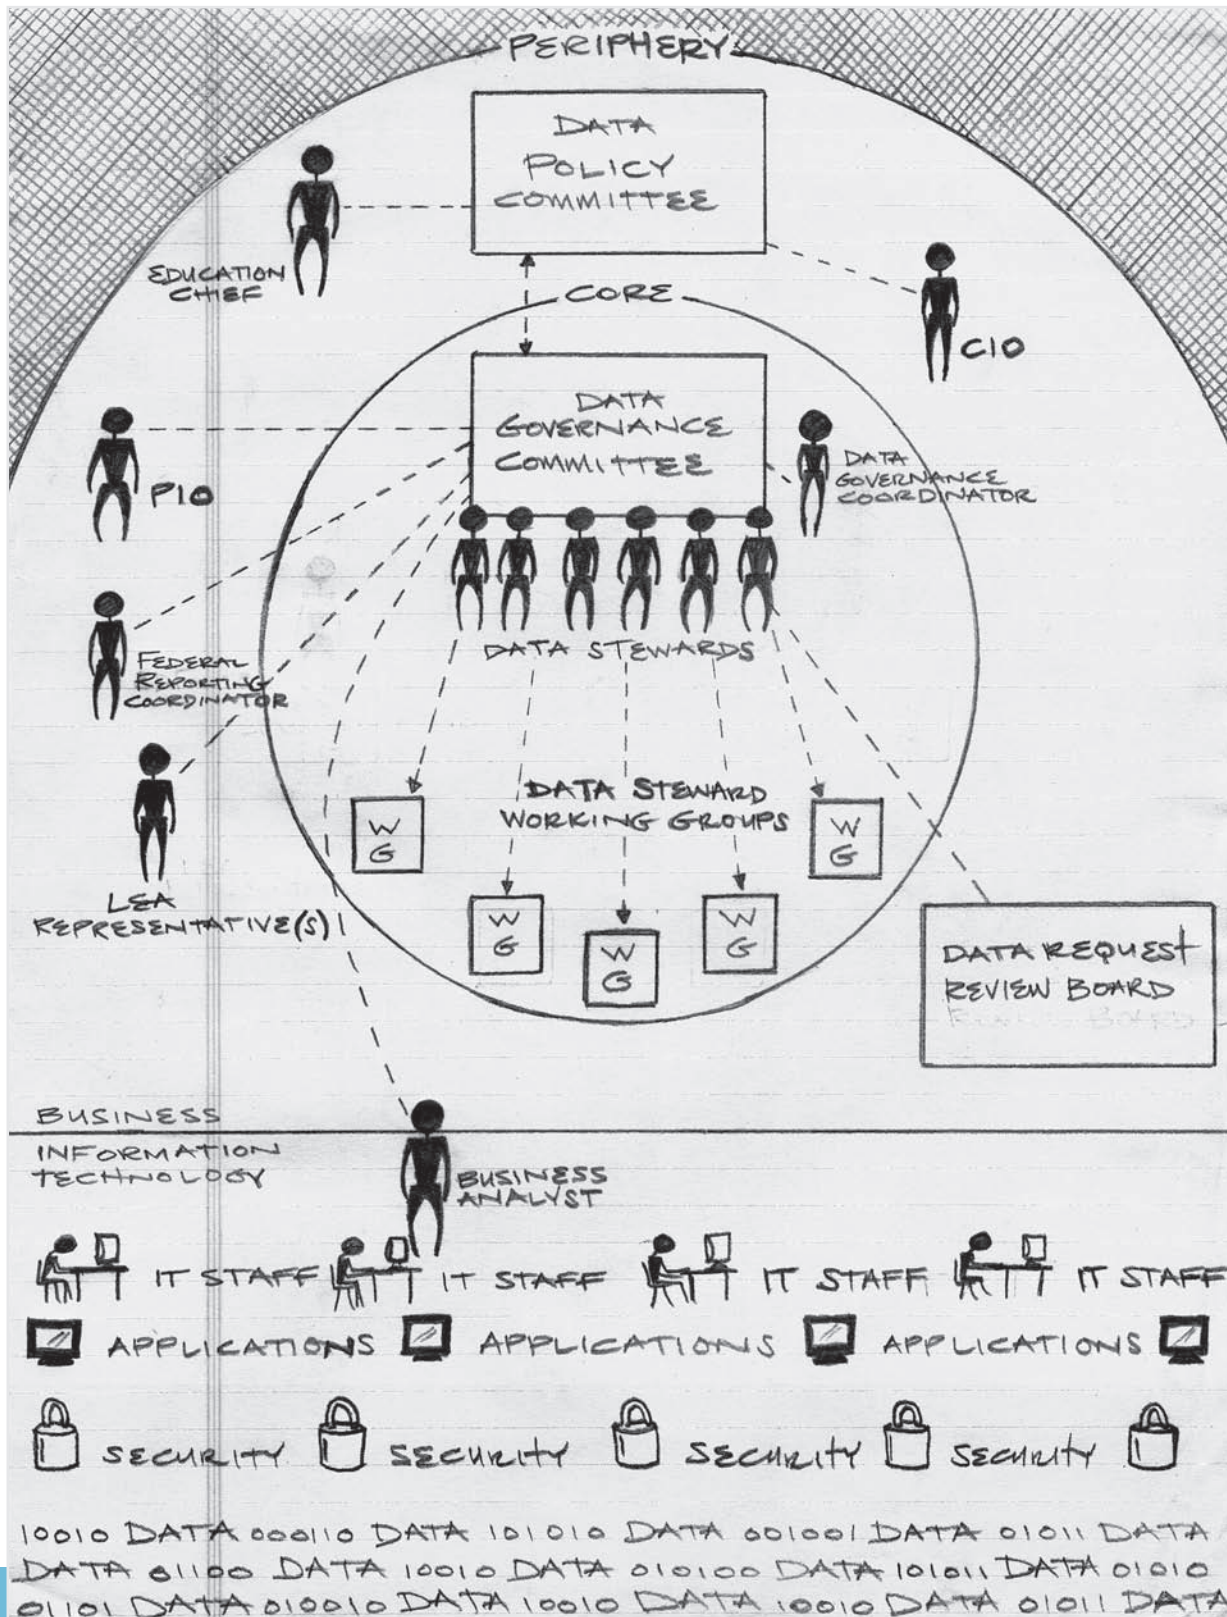 PERIPHERY
DATA
POLICY
COMMITTEE
EDUCATION
CHIEF
CORE
CIO
DATA
GOVERNANCE
COMMITTEE
PIO
DATA
GOVERNANCE
COORDINATOR
DATA STEWARDS
FEDERAL
REPORTING
COORDINATOR
DATA STEWARD
WORKING GROUPS
W
G
W
G
W
G
W
G
W
G
LEA
REPRESENTATIVE(S)
DATA REQUEST
REVIEW BOARD
BUSINESS
INFORMATION
TECHNOLOGY
BUSINESS
ANALYST
IT STAFF IT STAFF IT STAFF IT STAFF
APPLICATIONS APPLICATIONS APPLICATIONS
SECURITY SECURITY SECURITY SECURITY
10010 DATA 000110 DATA 101010 DATA 001001 DATA 01011 DATA
DATA 01100 DATA 10010 DATA 010100 DATA 101011 DATA 01010
01101 DATA 010010 DATA 10010 DATA 10010 DATA 01011 DATA